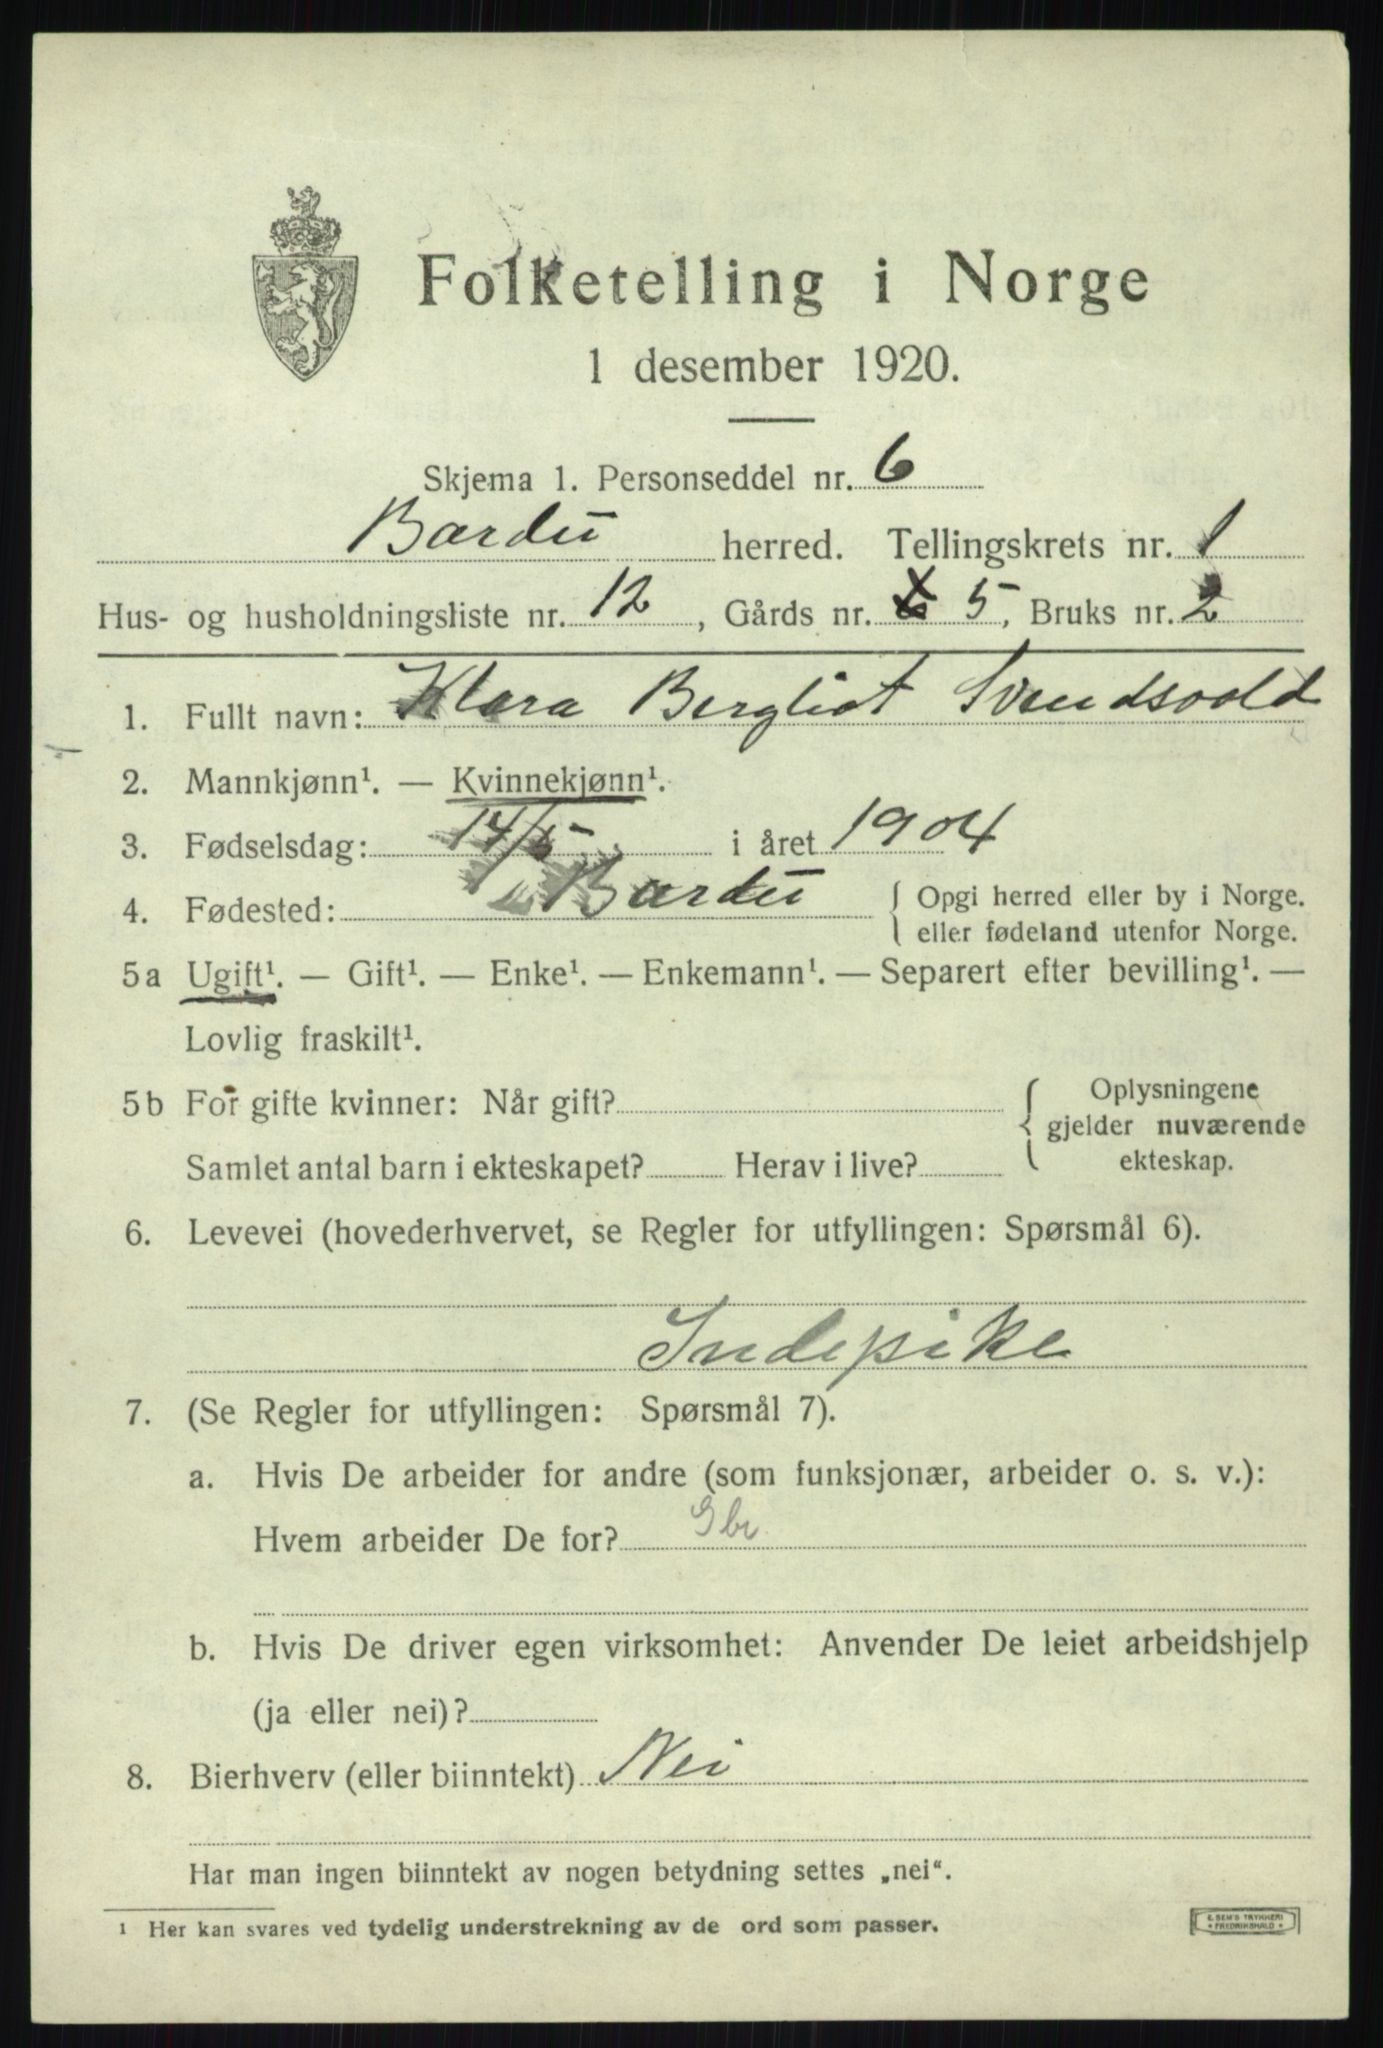 Folketelling i Norge
1 desember 1920.
Skjema 1. Personseddel nr. 6
Bardu herred. Tellingskrets nr. 1
Hus- og husholdningsliste nr. 12, Gårds nr. 5, Bruks nr. 2
1. Fullt navn: Klara Bergliot Svendsvold
2. Mannkjønn¹. — Kvinnekjønn¹.
3. Fødselsdag: 14/5 i året 1904
4. Fødested: Bardu { Opgi herred eller by i Norge.
eller fødeland utenfor Norge.
5a Ugift¹. — Gift¹. — Enke¹. — Enkemann¹. — Separert efter bevilling¹. —
Lovlig fraskilt¹.
5b For gifte kvinner: Når gift? { Oplysningene
gjelder nuværende
Samlet antal barn i ekteskapet? Herav i live? ekteskap.
6. Levevei (hovederhvervet, se Regler for utfyllingen: Spørsmål 6).
Indepike
7. (Se Regler for utfyllingen: Spørsmål 7).
a. Hvis De arbeider for andre (som funksjonær, arbeider o. s. v.):
Hvem arbeider De for? Gbr
b. Hvis De driver egen virksomhet: Anvender De leiet arbeidshjelp
(ja eller nei)?
8. Bierhverv (eller biinntekt) Nei
Har man ingen biinntekt av nogen betydning settes „nei“.
¹ Her kan svares ved tydelig understrekning av de ord som passer.
E. SEM'S TRYKKERI
* FREDRIKSHALD *